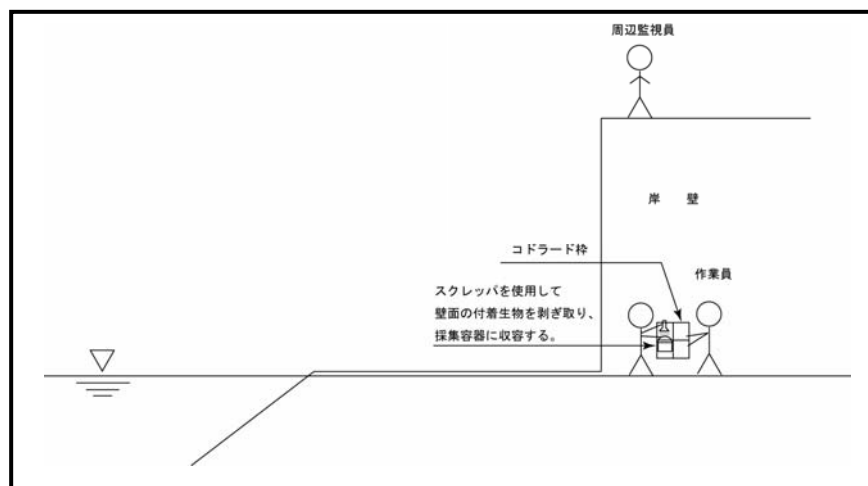 周辺監視員
岸 壁
コドラード枠
作業員
スクレッパを使用して
壁面の付着生物を剥ぎ取り、
採集容器に収容する。